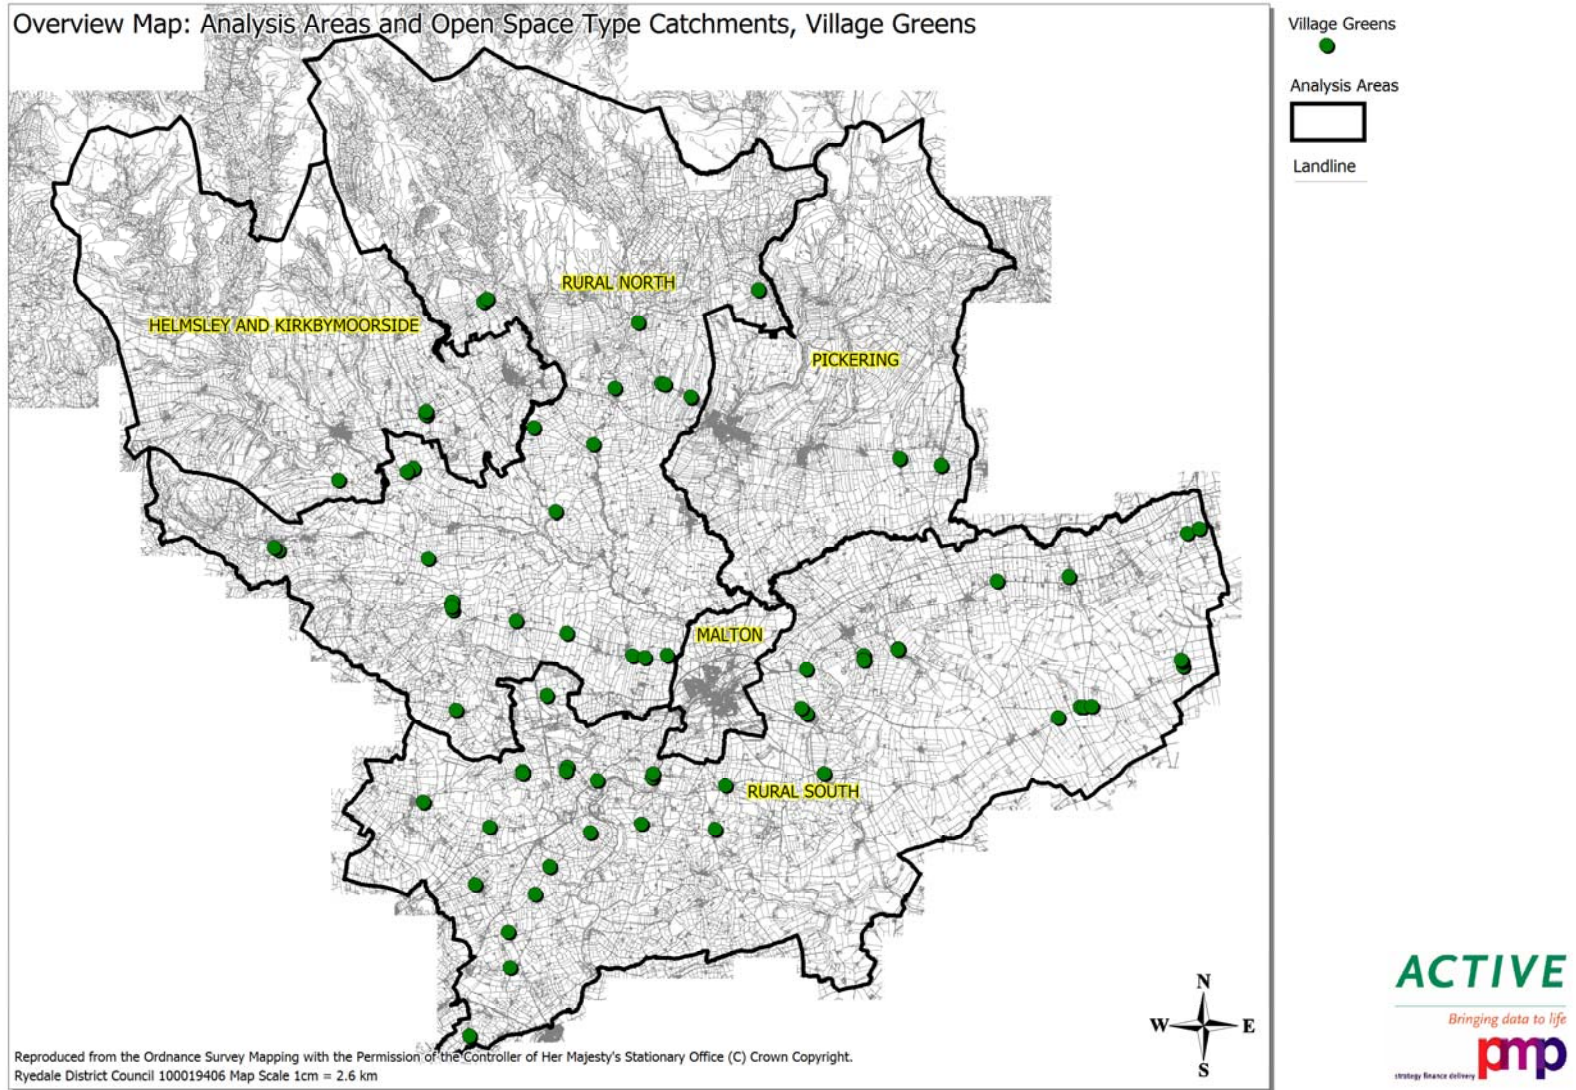 Overview Map: Analysis Areas and Open Space Type Catchments, Village Greens
Village Greens
Analysis Areas
Landline
RURAL NORTH
HELMSLEY AND KIRKBYMOORSIDE
PICKERING
MALTON
RURAL SOUTH
N
W E
S
Reproduced from the Ordnance Survey Mapping with the Permission of the Controller of Her Majesty's Stationary Office (C) Crown Copyright.
Ryedale District Council 100019406 Map Scale 1cm = 2.6 km
ACTIVE
Bringing data to life
strategy finance delivery pmp